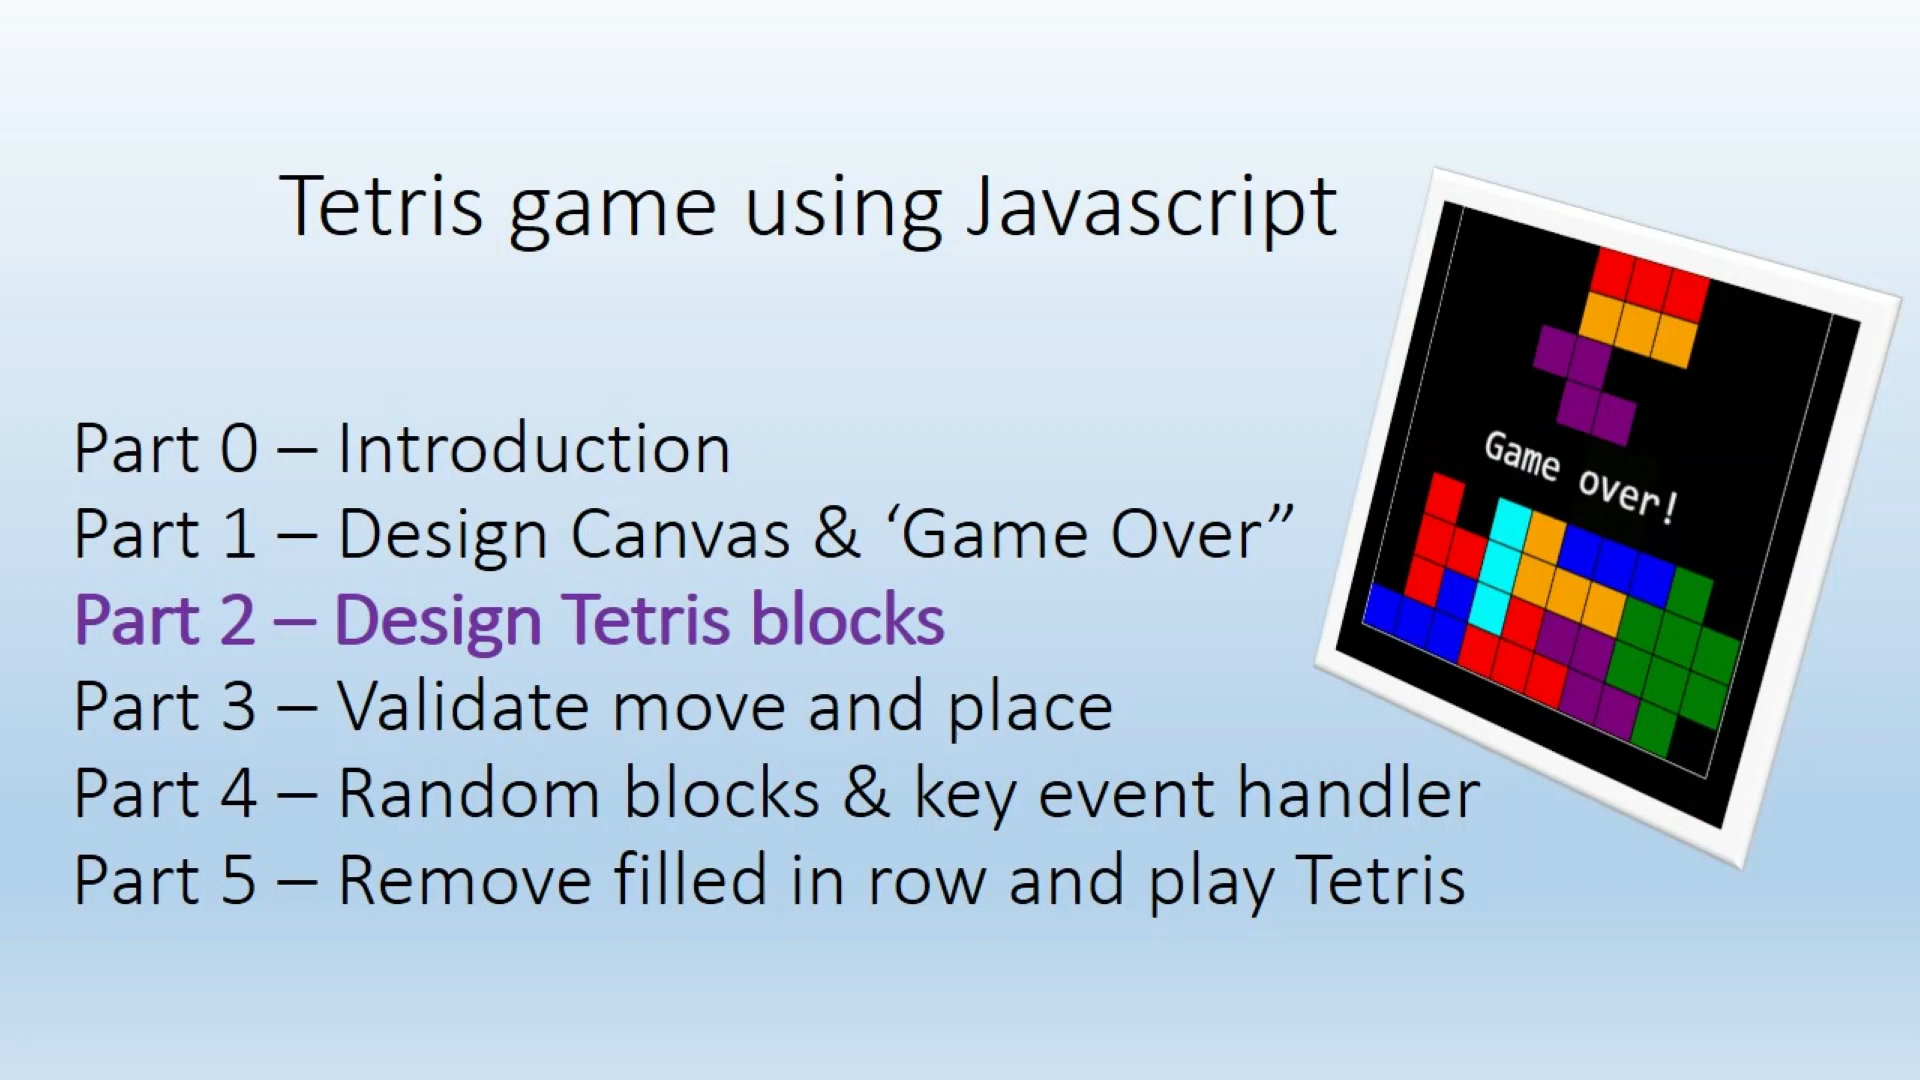 Tetris game using Javascript
Game over!
Part 0 – Introduction
Part 1 – Design Canvas & ‘Game Over”
Part 2 – Design Tetris blocks
Part 3 – Validate move and place
Part 4 – Random blocks & key event handler
Part 5 – Remove filled in row and play Tetris